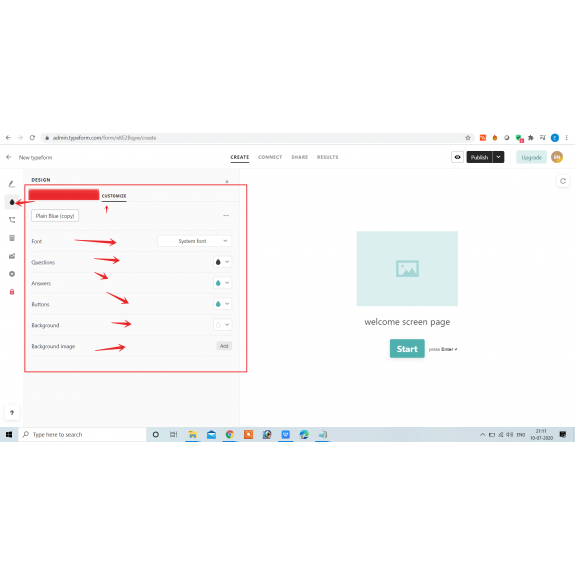 admin.typeform.com/form/eKEZBqvw/create
New typeform
CREATE CONNECT SHARE RESULTS
Publish
Upgrade
DESIGN
CUSTOMIZE
Plain Blue (copy)
Font
System font
Questions
Answers
Buttons
Background
Background image
Add
welcome screen page
Start
press Enter ↵
?
Type here to search
ENG
21:11
10-07-2020